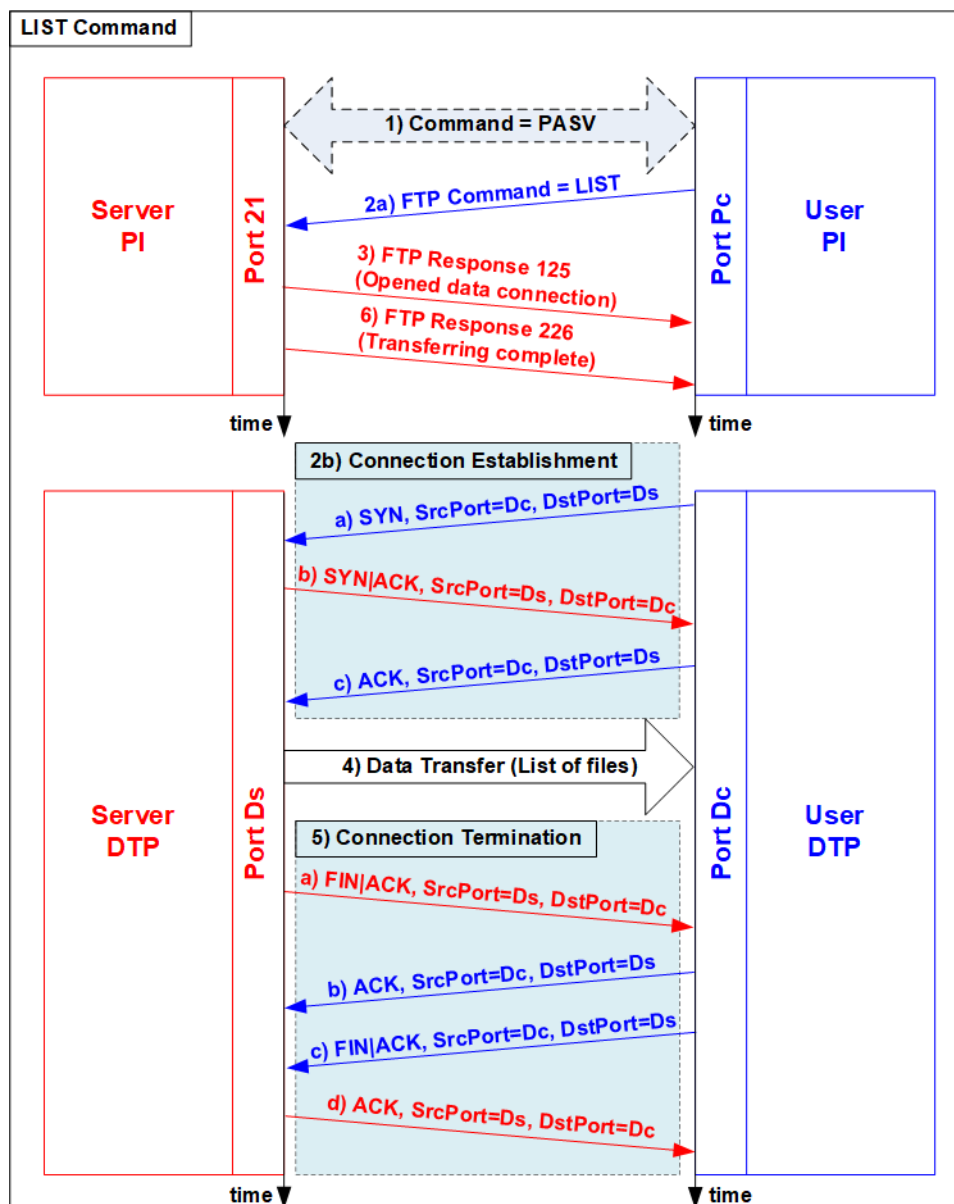 LIST Command
1) Command = PASV
2a) FTP Command = LIST
Server
PI
Port 21
Port Pc
User
PI
3) FTP Response 125
(Opened data connection)
6) FTP Response 226
(Transferring complete)
time
time
2b) Connection Establishment
a) SYN, SrcPort=Dc, DstPort=Ds
b) SYN|ACK, SrcPort=Ds, DstPort=Dc
c) ACK, SrcPort=Dc, DstPort=Ds
4) Data Transfer (List of files)
Server
DTP
Port Ds
Port Dc
User
DTP
5) Connection Termination
a) FIN|ACK, SrcPort=Ds, DstPort=Dc
b) ACK, SrcPort=Dc, DstPort=Ds
c) FIN|ACK, SrcPort=Dc, DstPort=Ds
d) ACK, SrcPort=Ds, DstPort=Dc
time
time